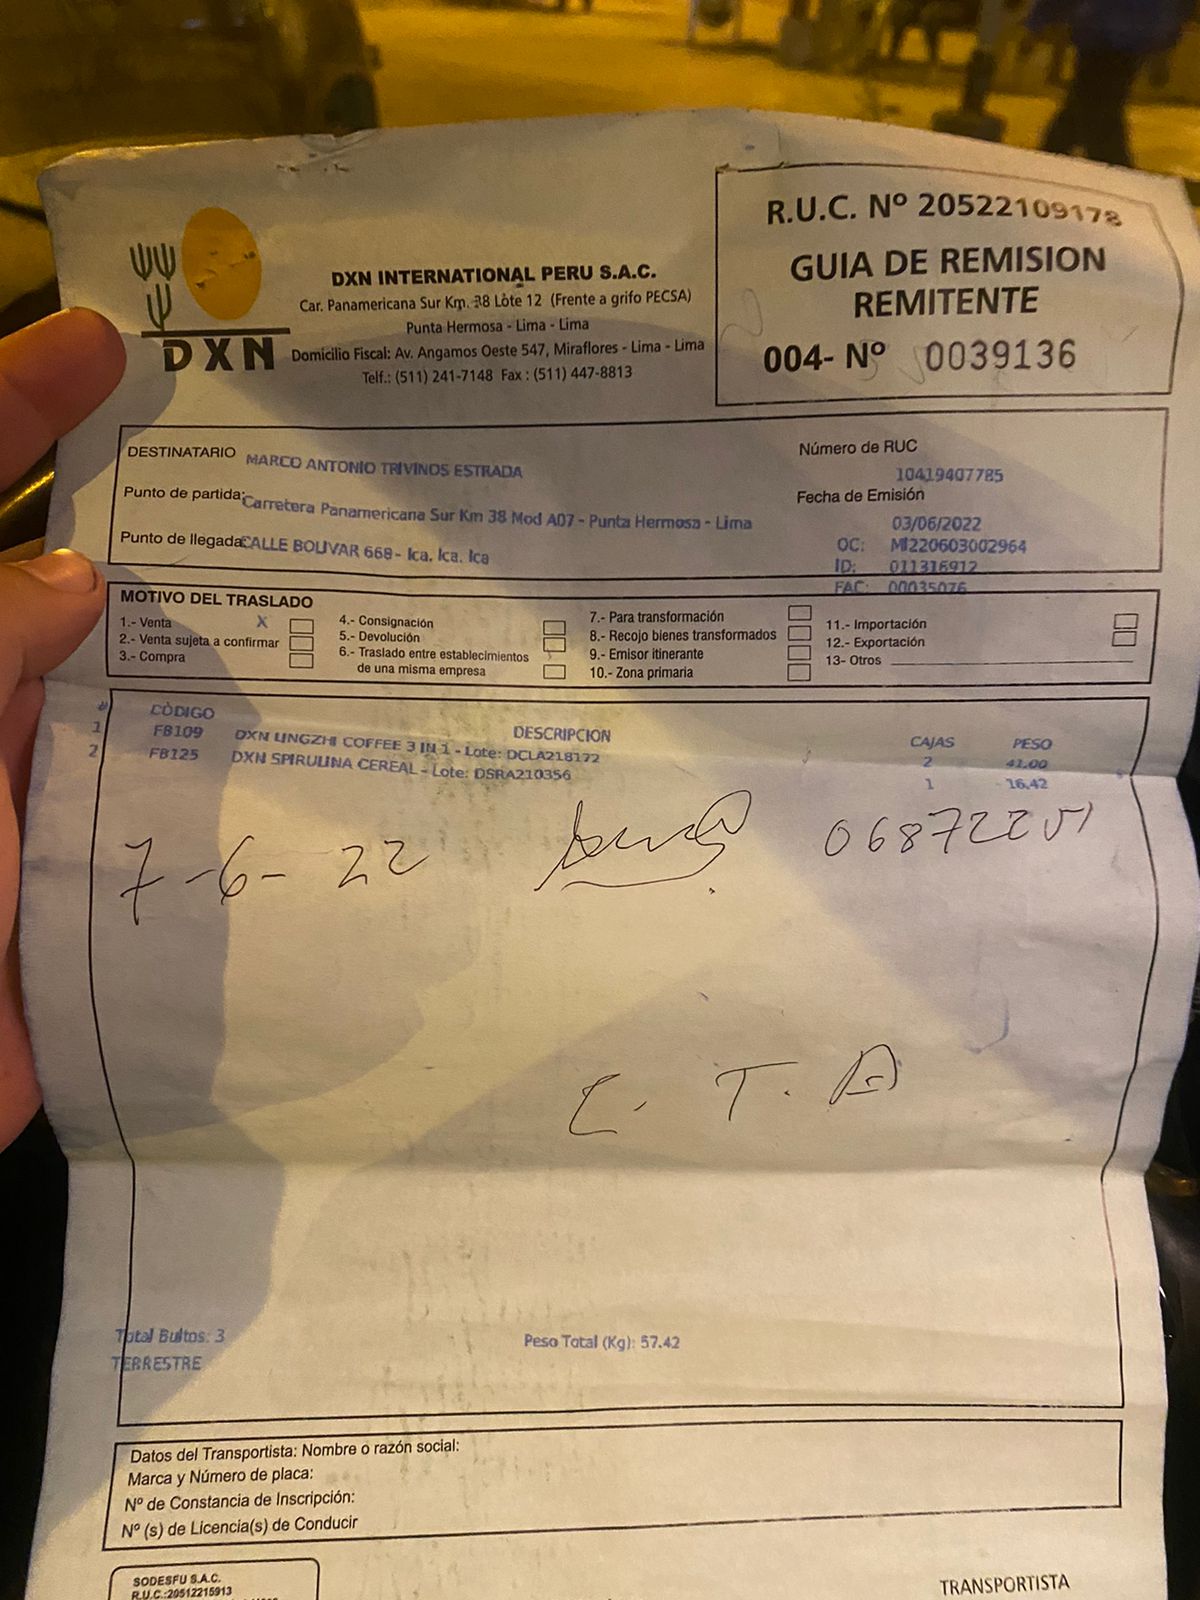 R.U.C. Nº 20522109178
GUIA DE REMISION
REMITENTE
004- Nº 0039136
DXN
DXN INTERNATIONAL PERU S.A.C.
Car. Panamericana Sur Km. 38 Lote 12 (Frente a grifo PECSA)
Punta Hermosa - Lima - Lima
Domicilio Fiscal: Av. Angamos Oeste 547, Miraflores - Lima - Lima
Telf.: (511) 241-7148 Fax : (511) 447-8813
DESTINATARIO MARCO ANTONIO TRIVINOS ESTRADA
Número de RUC
10419407785
Punto de partida: Carretera Panamericana Sur Km 38 Mod A07 - Punta Hermosa - Lima
Fecha de Emisión
03/06/2022
Punto de llegada: CALLE BOLIVAR 668 - Ica, Ica, Ica
OC: MI220603002964
ID: 011316912
FAC: 00035076
MOTIVO DEL TRASLADO
1.- Venta X
2.- Venta sujeta a confirmar
3.- Compra
4.- Consignación
5.- Devolución
6.- Traslado entre establecimientos
de una misma empresa
7.- Para transformación
8.- Recojo bienes transformados
9.- Emisor itinerante
10.- Zona primaria
11.- Importación
12.- Exportación
13- Otros
# CÒDIGO DESCRIPCION CAJAS PESO
1 FB109 DXN LINGZHI COFFEE 3 IN 1 - Lote: DCLA218172 2 41.00
2 FB125 DXN SPIRULINA CEREAL - Lote: DSRA210356 1 16.42
7-6-22
T.
Total Bultos: 3 Peso Total (Kg): 57.42
TERRESTRE
Datos del Transportista: Nombre o razón social:
Marca y Número de placa:
Nº de Constancia de Inscripción:
Nº (s) de Licencia(s) de Conducir
SODESFU S.A.C.
R.U.C.:20512215913
TRANSPORTISTA